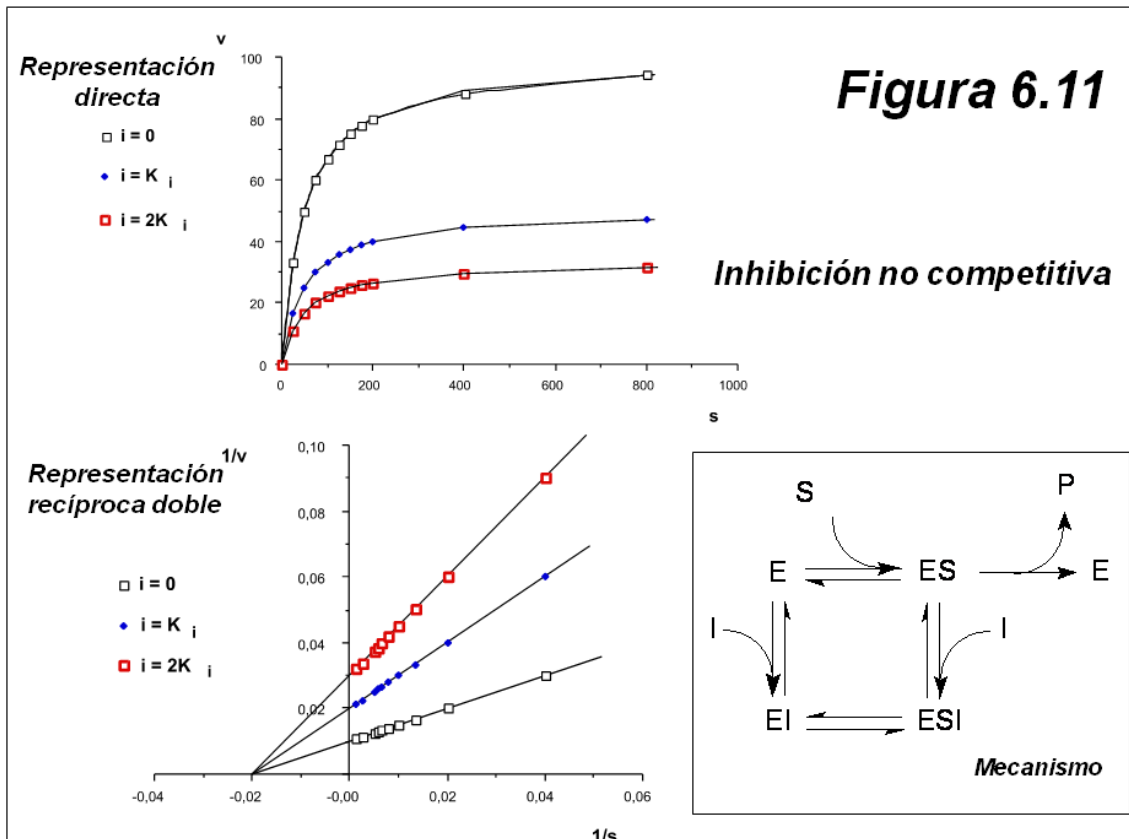 Figura 6.11
Representación
directa
i = 0
i = K i
i = 2K i
v
100
80
60
40
20
0
0
200
400
600
800
1000
s
Inhibición no competitiva
Representación
recíproca doble
i = 0
i = K i
i = 2K i
1/v
0,10
0,08
0,06
0,04
0,02
-0,04
-0,02
-0,00
0,02
0,04
0,06
1/s
S
P
E
ES
E
I
I
EI
ESI
Mecanismo